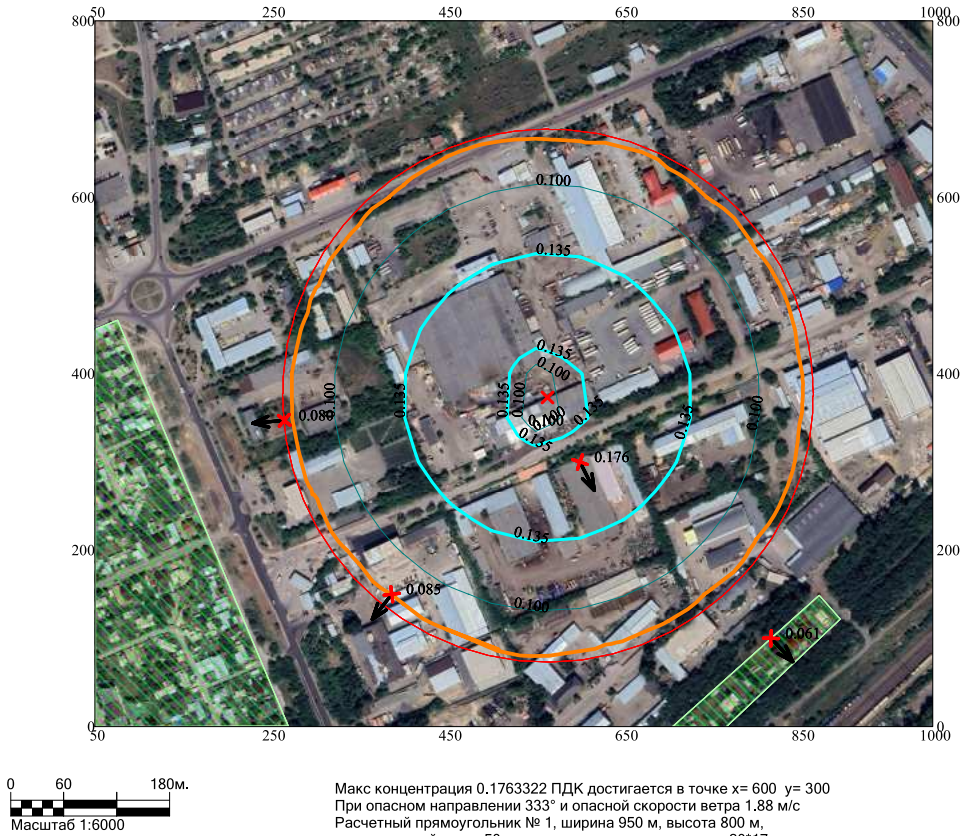 50 250 450 650 850 1000
800 800
0.100
600 600
0.135
0.135
0.100
400 400
0.135 0.100 0.135 0.100
0.100 0.135 0.135 0.100
0.100
0.135
0.176
200 200
0.135
0.085
0.100
0.061
0 0
50 250 450 650 850 1000
0 60 180м.
Масштаб 1:6000
Макс концентрация 0.1763322 ПДК достигается в точке x= 600 y= 300
При опасном направлении 333° и опасной скорости ветра 1.88 м/с
Расчетный прямоугольник № 1, ширина 950 м, высота 800 м,